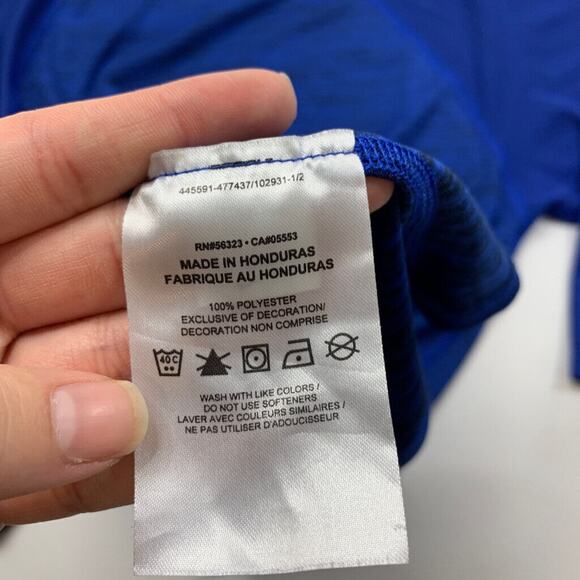 445591-477437/102931-1/2
RN#56323 • CA#05553
MADE IN HONDURAS
FABRIQUE AU HONDURAS
100% POLYESTER
EXCLUSIVE OF DECORATION/
DECORATION NON COMPRISE
40 C
WASH WITH LIKE COLORS /
DO NOT USE SOFTENERS
LAVER AVEC COULEURS SIMILAIRES /
NE PAS UTILISER D'ADOUCISSEUR